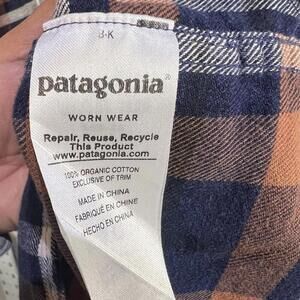 patagonia®
WORN WEAR
Repair, Reuse, Recycle
This Product
www.patagonia.com
100% ORGANIC COTTON
EXCLUSIVE OF TRIM
MADE IN CHINA
FABRIQUÉ EN CHINE
HECHO EN CHINA